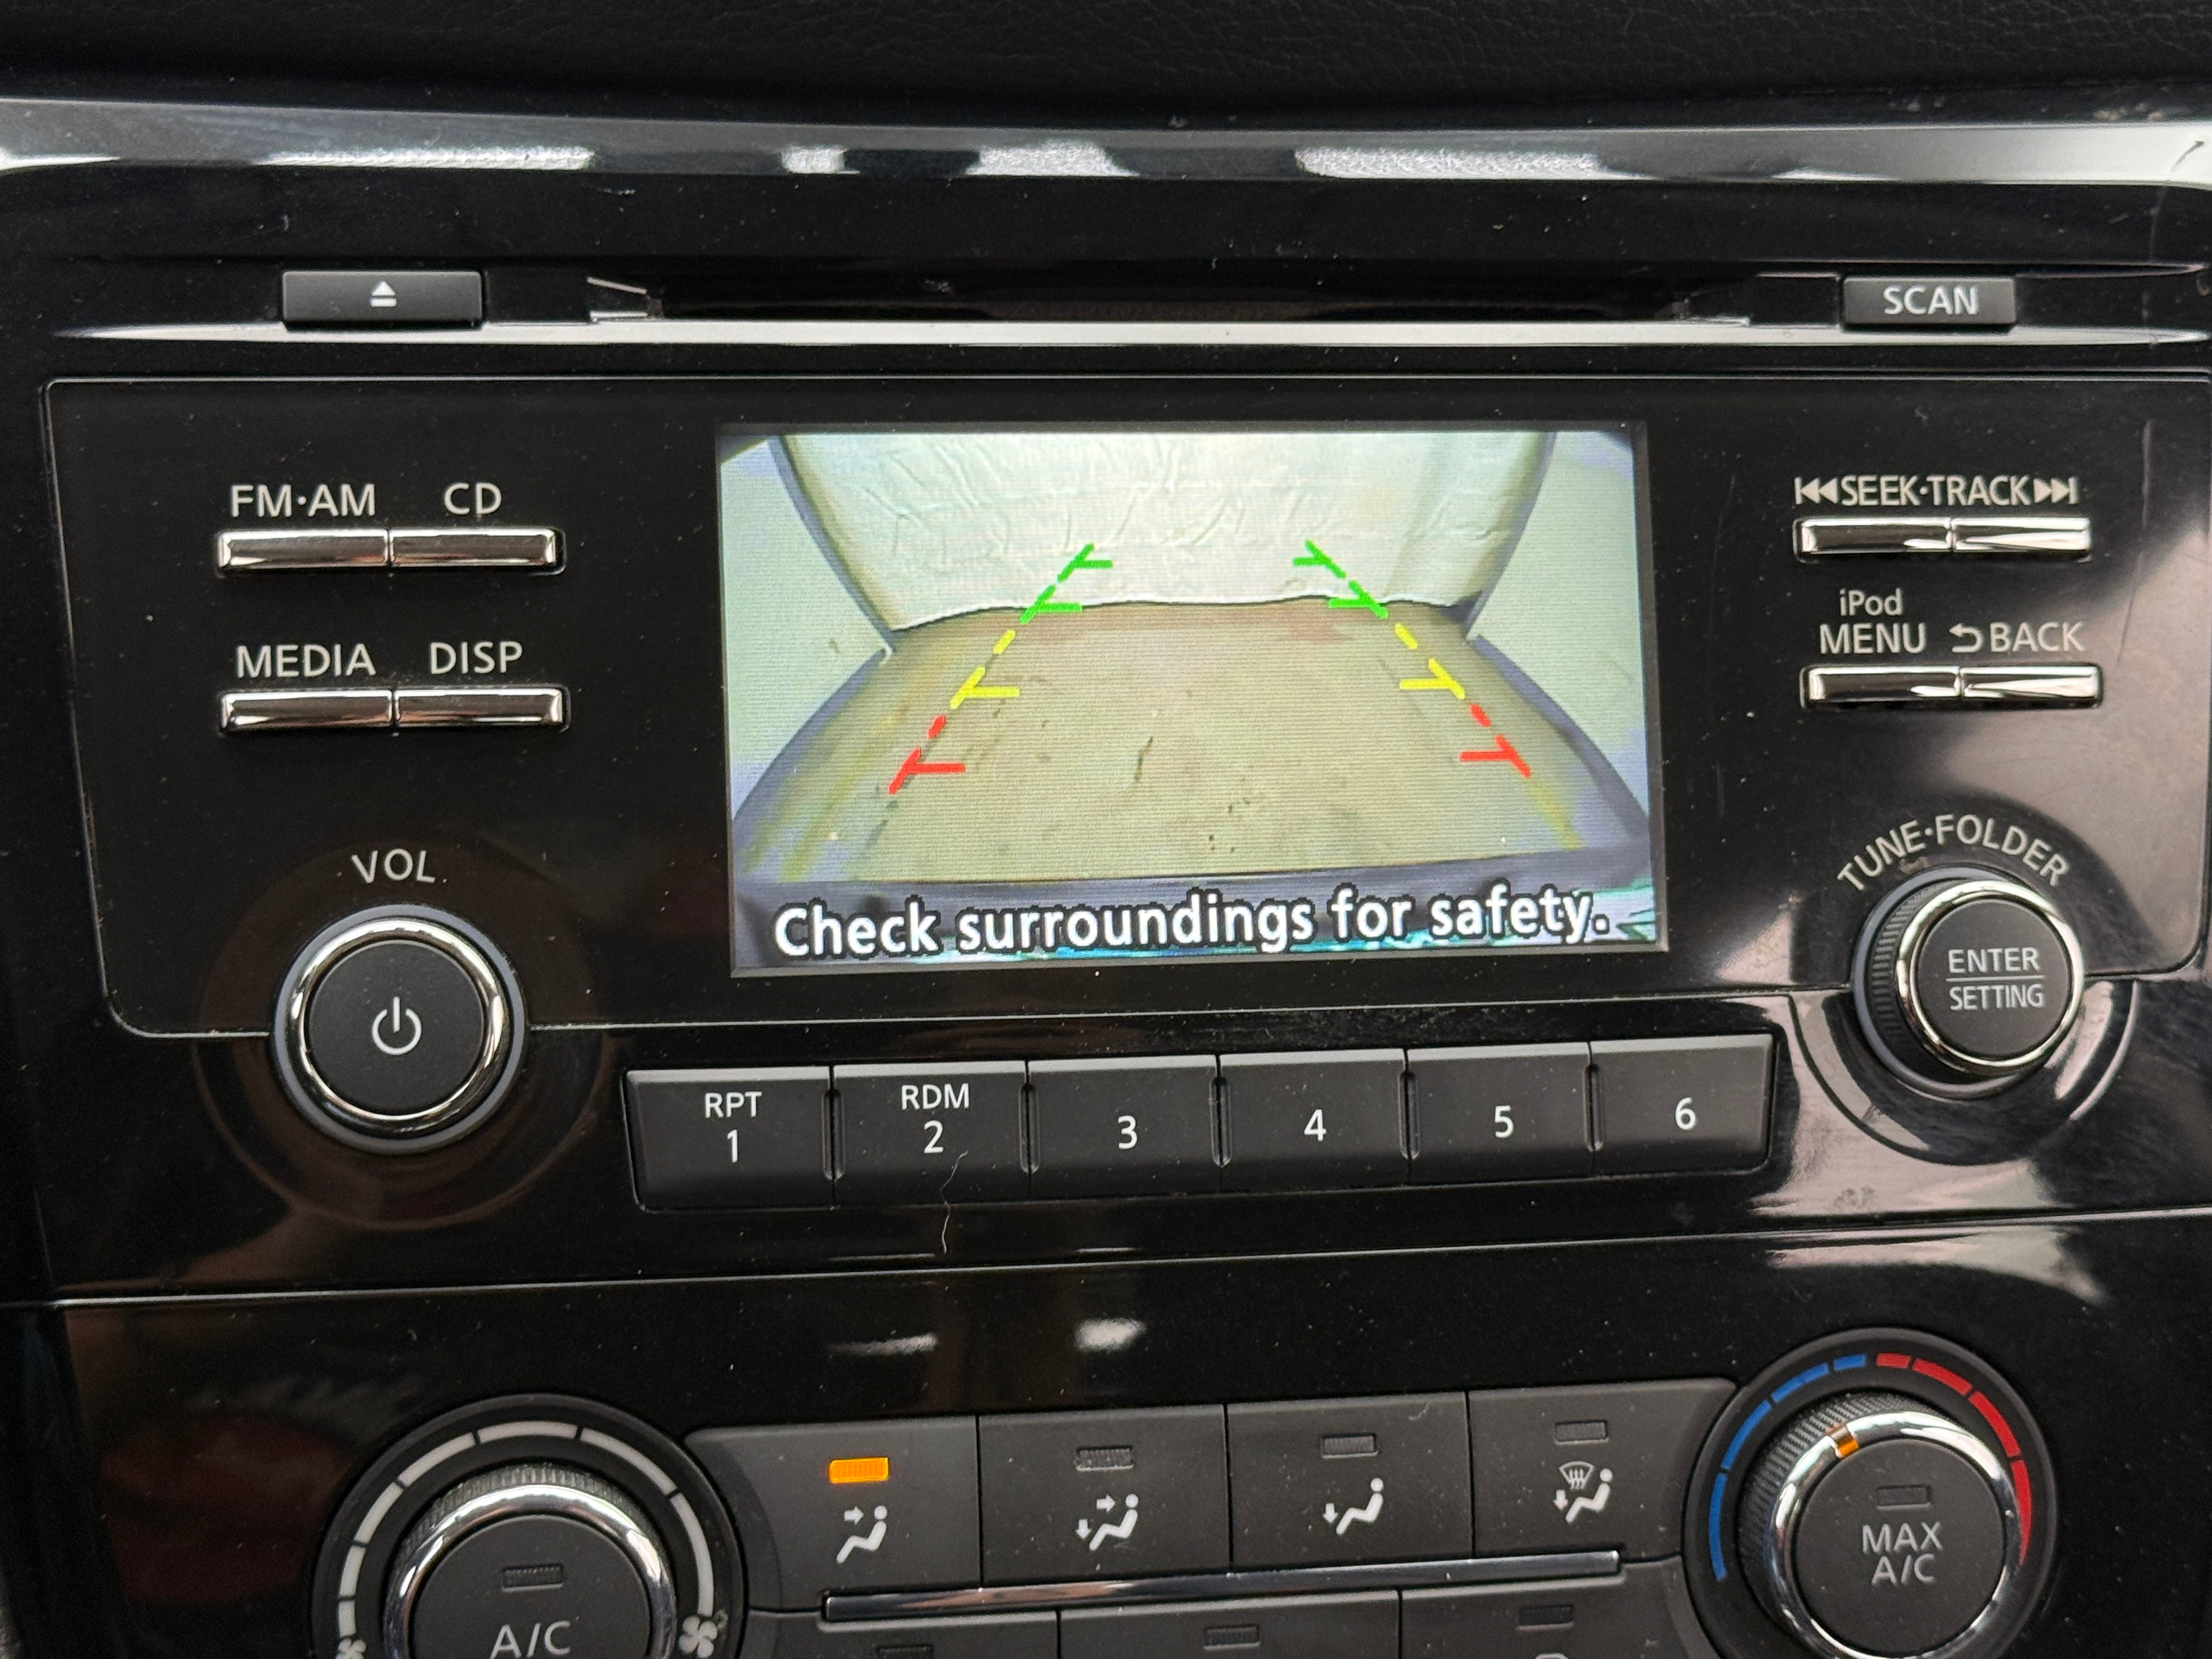 SCAN
FM·AM CD
SEEK·TRACK
iPod
MENU BACK
MEDIA DISP
VOL
TUNE·FOLDER
Check surroundings for safety.
ENTER
SETTING
RPT
1
RDM
2
3
4
5
6
MAX
A/C
A/C